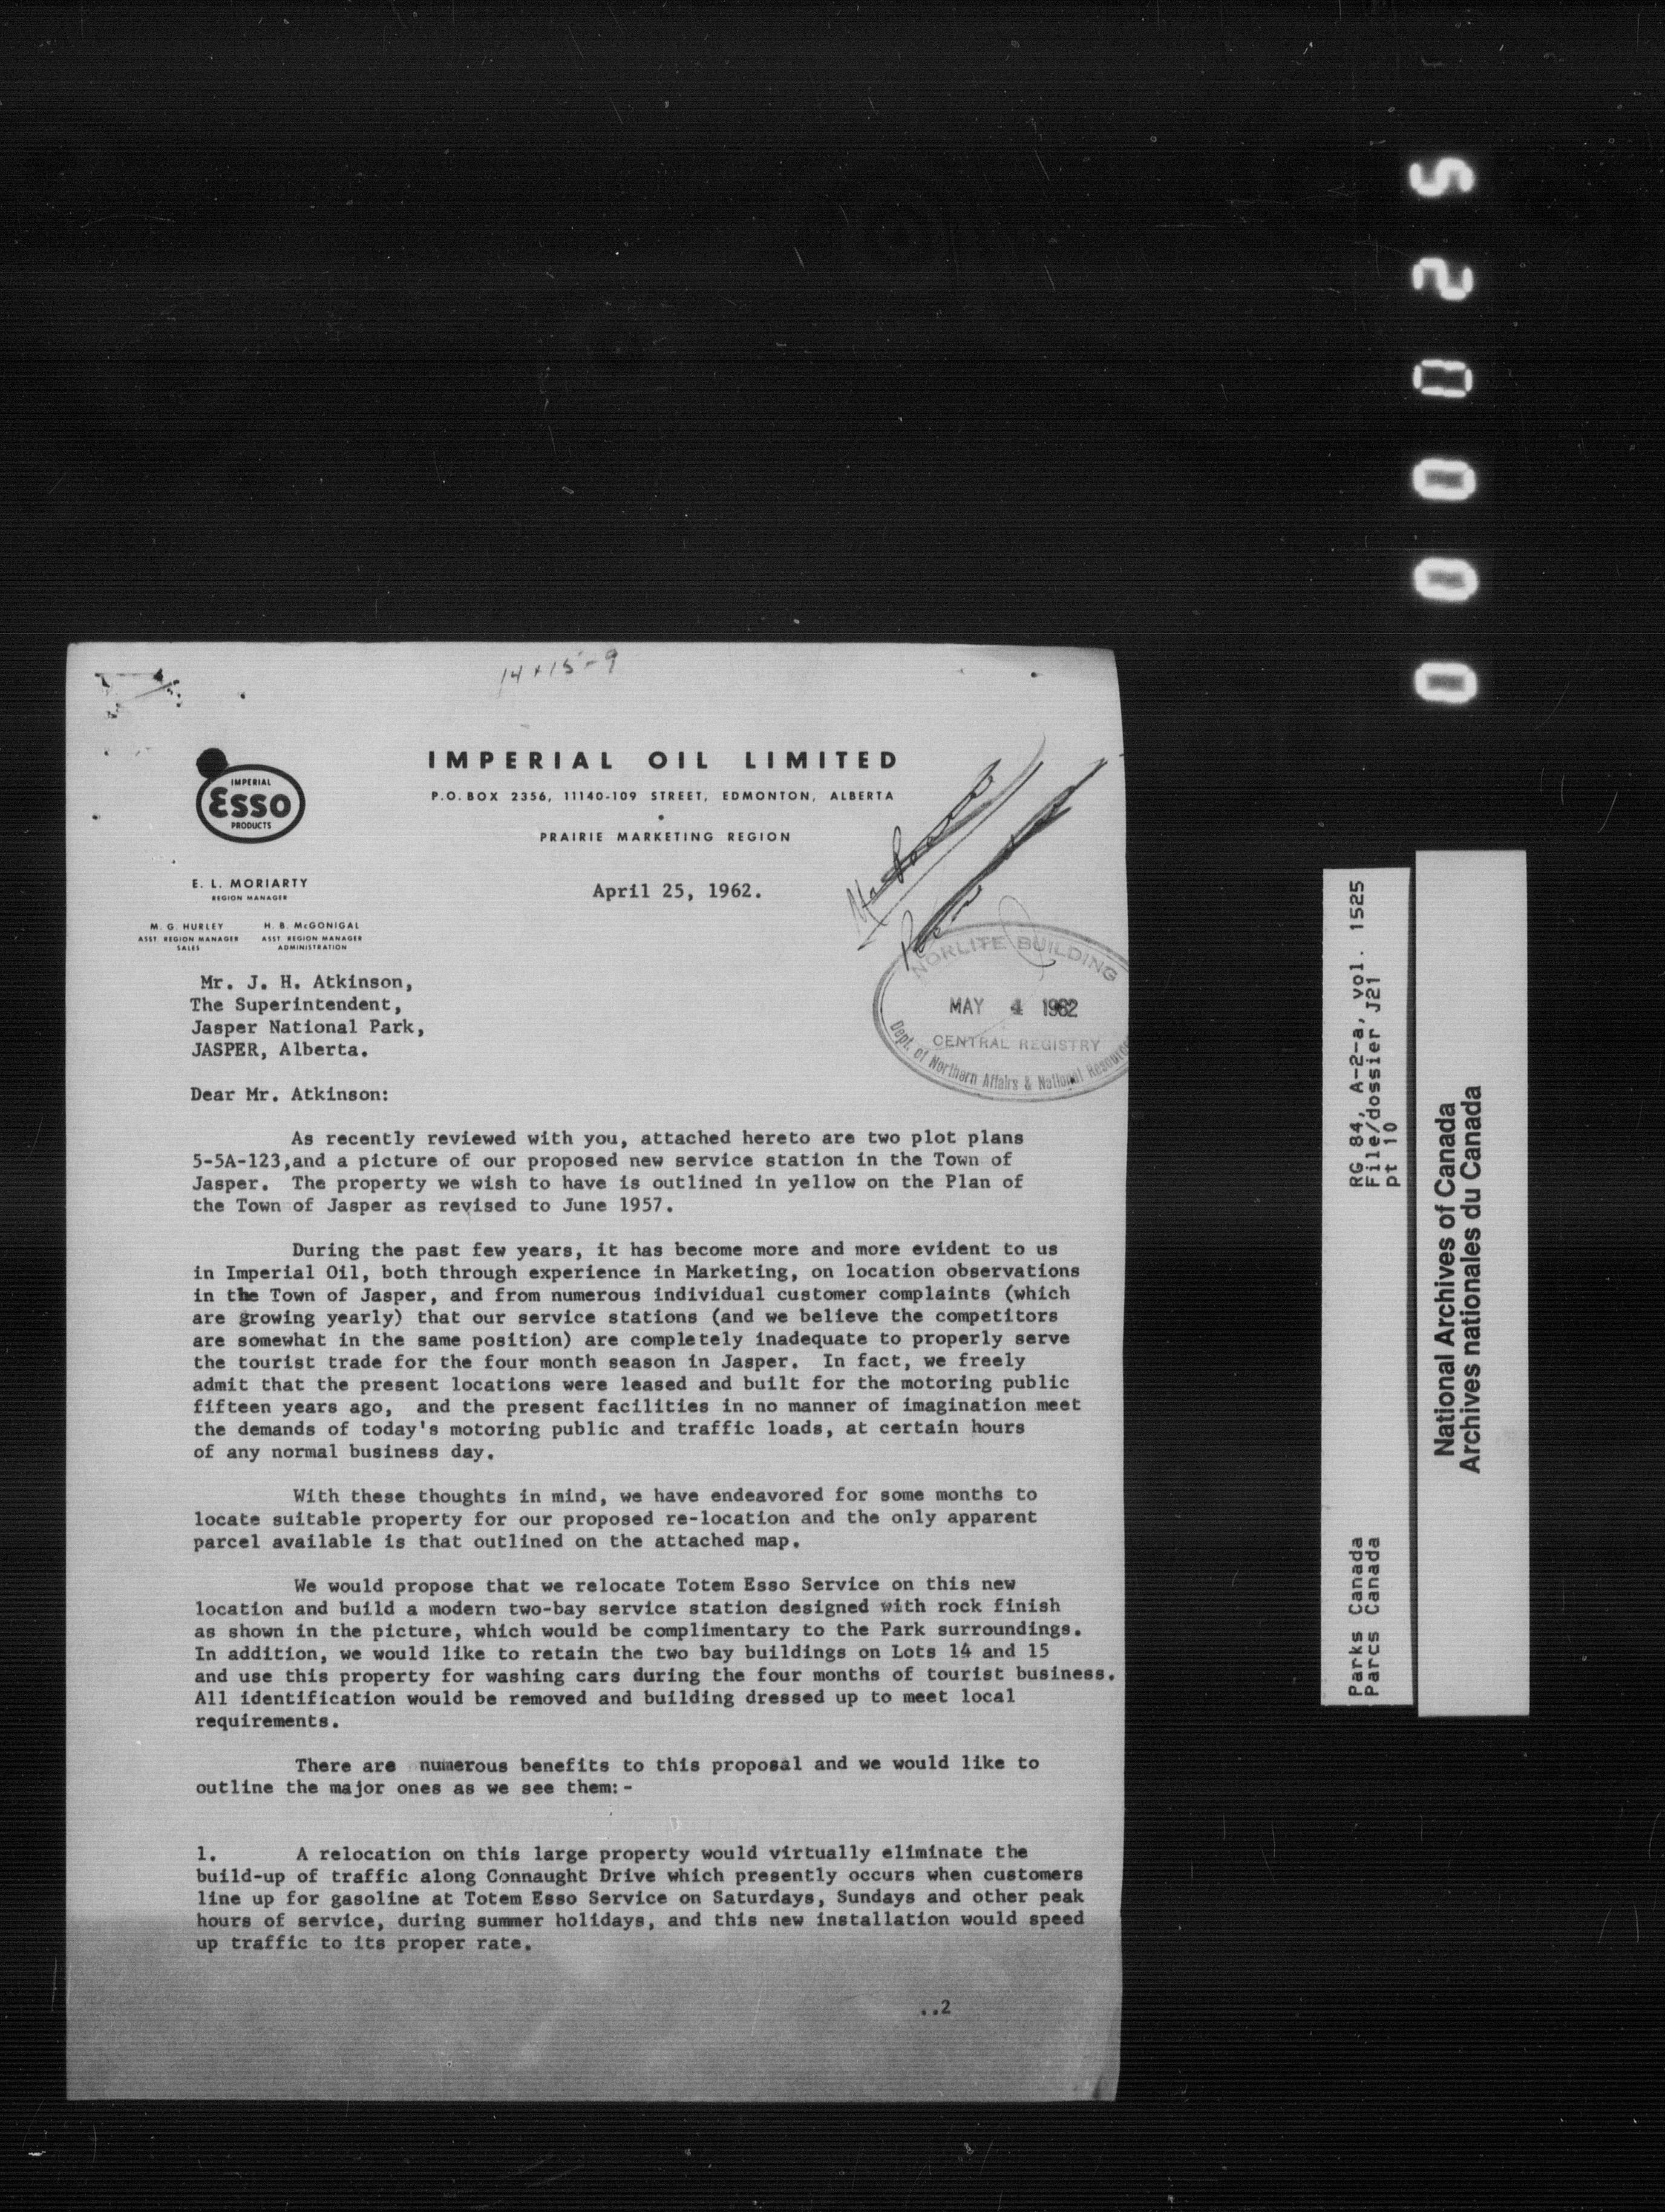 14 + 15 - 9
IMPERIAL
Esso
PRODUCTS
IMPERIAL OIL LIMITED
P.O. BOX 2356, 11140-109 STREET, EDMONTON, ALBERTA
PRAIRIE MARKETING REGION
E. L. MORIARTY
REGION MANAGER
April 25, 1962.
M. G. HURLEY
ASST REGION MANAGER
SALES
H. B. McGONIGAL
ASST REGION MANAGER
ADMINISTRATION
NORLITE BUILDING
MAY 4 1962
CENTRAL REGISTRY
Dept. of Northern Affairs & National Resources
Mr. J. H. Atkinson,
The Superintendent,
Jasper National Park,
JASPER, Alberta.
Dear Mr. Atkinson:
As recently reviewed with you, attached hereto are two plot plans
5-5A-123,and a picture of our proposed new service station in the Town of
Jasper. The property we wish to have is outlined in yellow on the Plan of
the Town of Jasper as revised to June 1957.
During the past few years, it has become more and more evident to us
in Imperial Oil, both through experience in Marketing, on location observations
in the Town of Jasper, and from numerous individual customer complaints (which
are growing yearly) that our service stations (and we believe the competitors
are somewhat in the same position) are completely inadequate to properly serve
the tourist trade for the four month season in Jasper. In fact, we freely
admit that the present locations were leased and built for the motoring public
fifteen years ago, and the present facilities in no manner of imagination meet
the demands of today's motoring public and traffic loads, at certain hours
of any normal business day.
With these thoughts in mind, we have endeavored for some months to
locate suitable property for our proposed re-location and the only apparent
parcel available is that outlined on the attached map.
We would propose that we relocate Totem Esso Service on this new
location and build a modern two-bay service station designed with rock finish
as shown in the picture, which would be complimentary to the Park surroundings.
In addition, we would like to retain the two bay buildings on Lots 14 and 15
and use this property for washing cars during the four months of tourist business.
All identification would be removed and building dressed up to meet local
requirements.
There are numerous benefits to this proposal and we would like to
outline the major ones as we see them:-
1. A relocation on this large property would virtually eliminate the
build-up of traffic along Connaught Drive which presently occurs when customers
line up for gasoline at Totem Esso Service on Saturdays, Sundays and other peak
hours of service, during summer holidays, and this new installation would speed
up traffic to its proper rate.
..2
000025
Parks Canada
Parcs Canada
RG 84, A-2-a, vol. 1525
File/dossier J21
pt 10
National Archives of Canada
Archives nationales du Canada